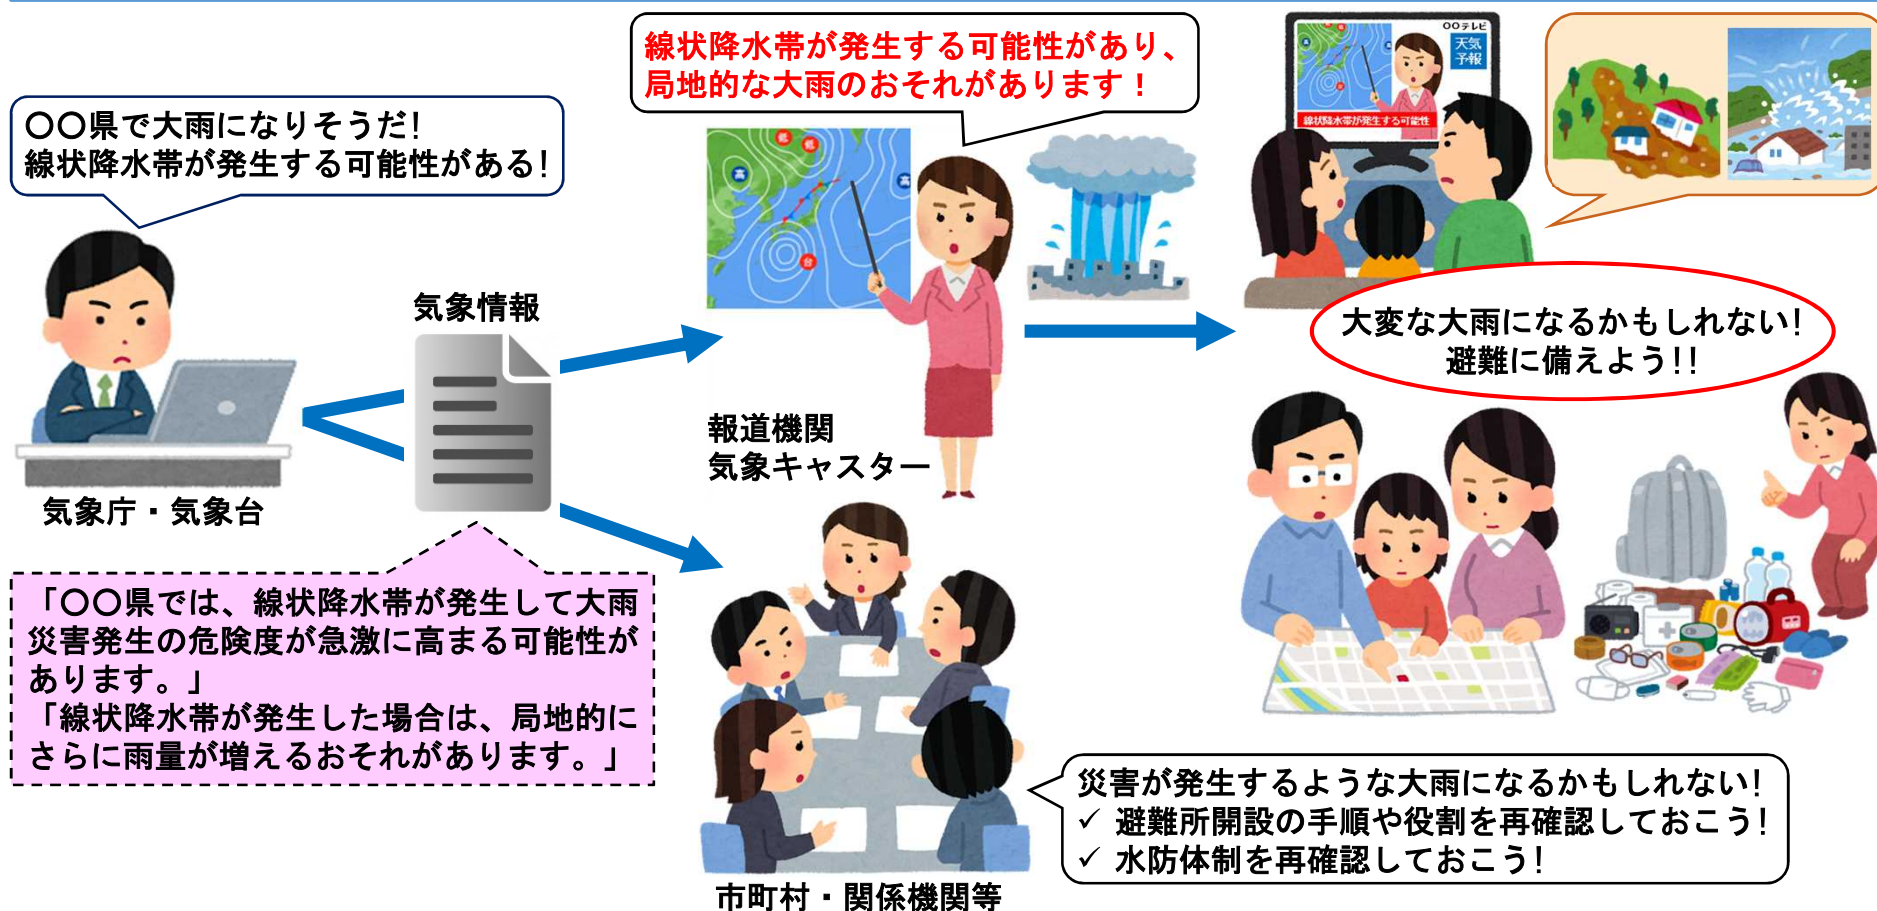 〇〇県で大雨になりそうだ!
線状降水帯が発生する可能性がある!
気象庁・気象台
気象情報
「〇〇県では、線状降水帯が発生して大雨
災害発生の危険度が急激に高まる可能性が
あります。」
「線状降水帯が発生した場合は、局地的に
さらに雨量が増えるおそれがあります。」
線状降水帯が発生する可能性があり、
局地的な大雨のおそれがあります！
低
低
高
高
台
報道機関
気象キャスター
〇〇テレビ
天気
予報
線状降水帯が発生する可能性
大変な大雨になるかもしれない!
避難に備えよう!!
市町村・関係機関等
災害が発生するような大雨になるかもしれない!
✓ 避難所開設の手順や役割を再確認しておこう!
✓ 水防体制を再確認しておこう!